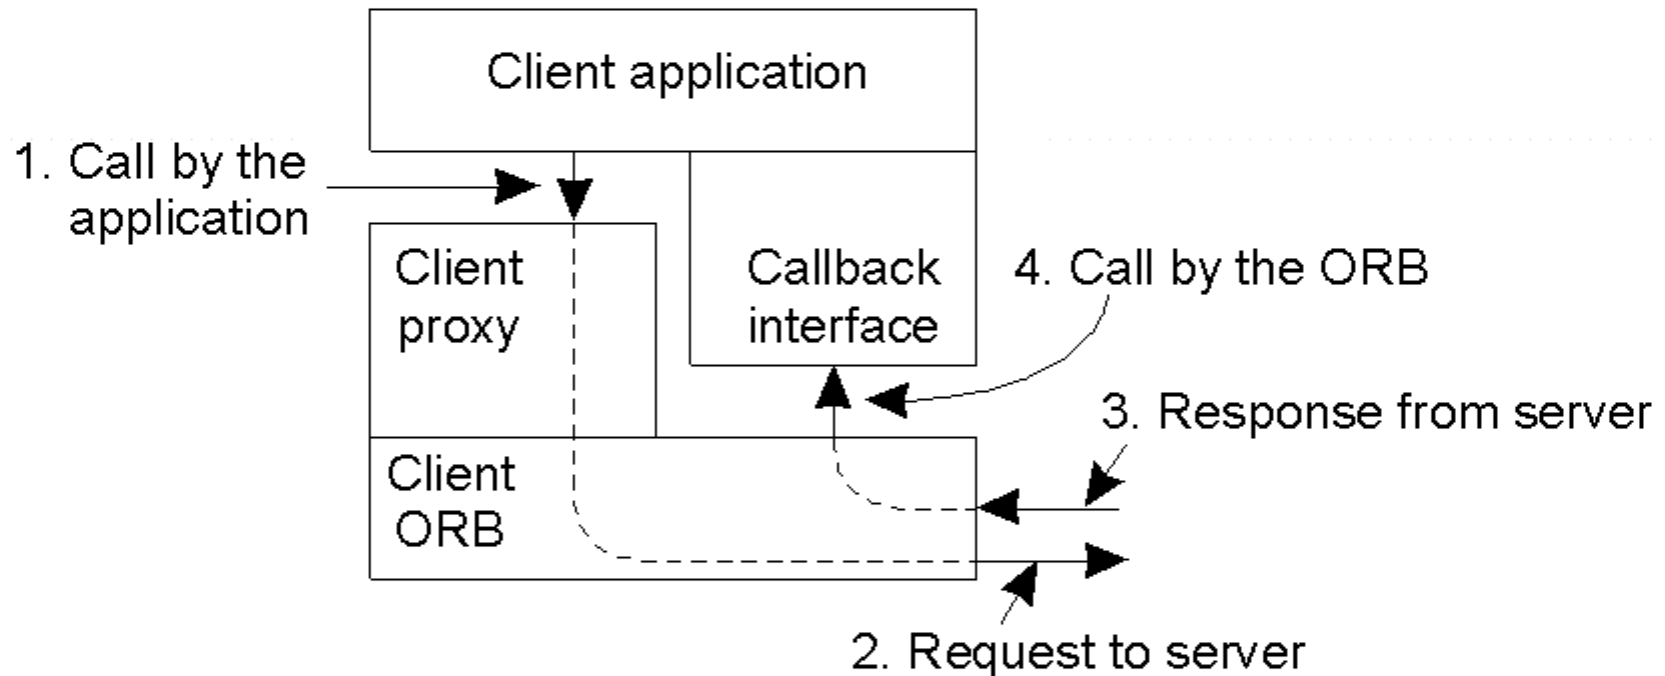 Client application
1. Call by the
application
Client
proxy
Callback
interface
4. Call by the ORB
3. Response from server
Client
ORB
2. Request to server